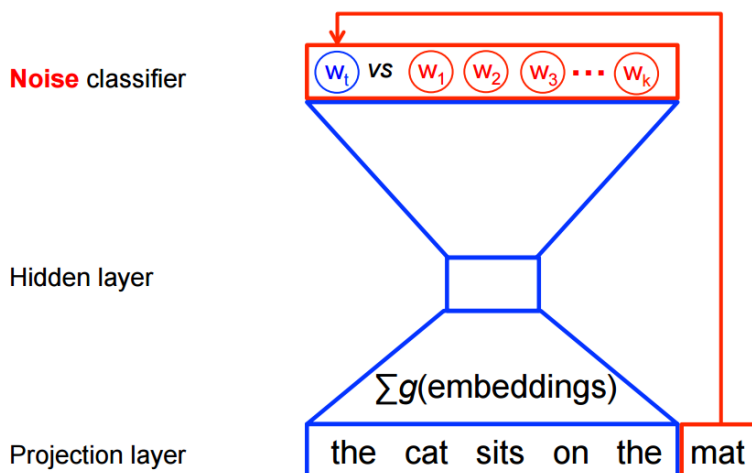 Noise classifier
wt vs w1 w2 w3 ··· wk
Hidden layer
∑g(embeddings)
Projection layer
the cat sits on the mat